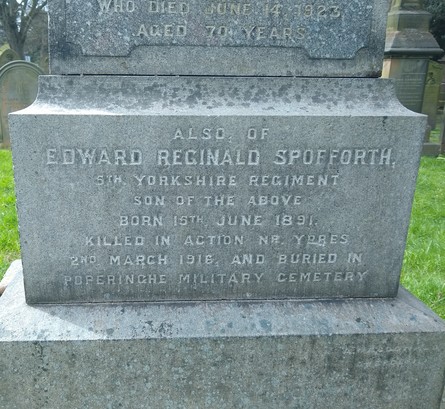 WHO DIED JUNE 14, 1923
AGED 70 YEARS
ALSO. OF
EDWARD REGINALD SPOFFORTH,
5TH. YORKSHIRE REGIMENT
SON OF THE ABOVE
BORN 15TH. JUNE 1891.
KILLED IN ACTION NR. YPRES
2ND. MARCH 1916, AND BURIED IN
POPERINGHE MILITARY CEMETERY